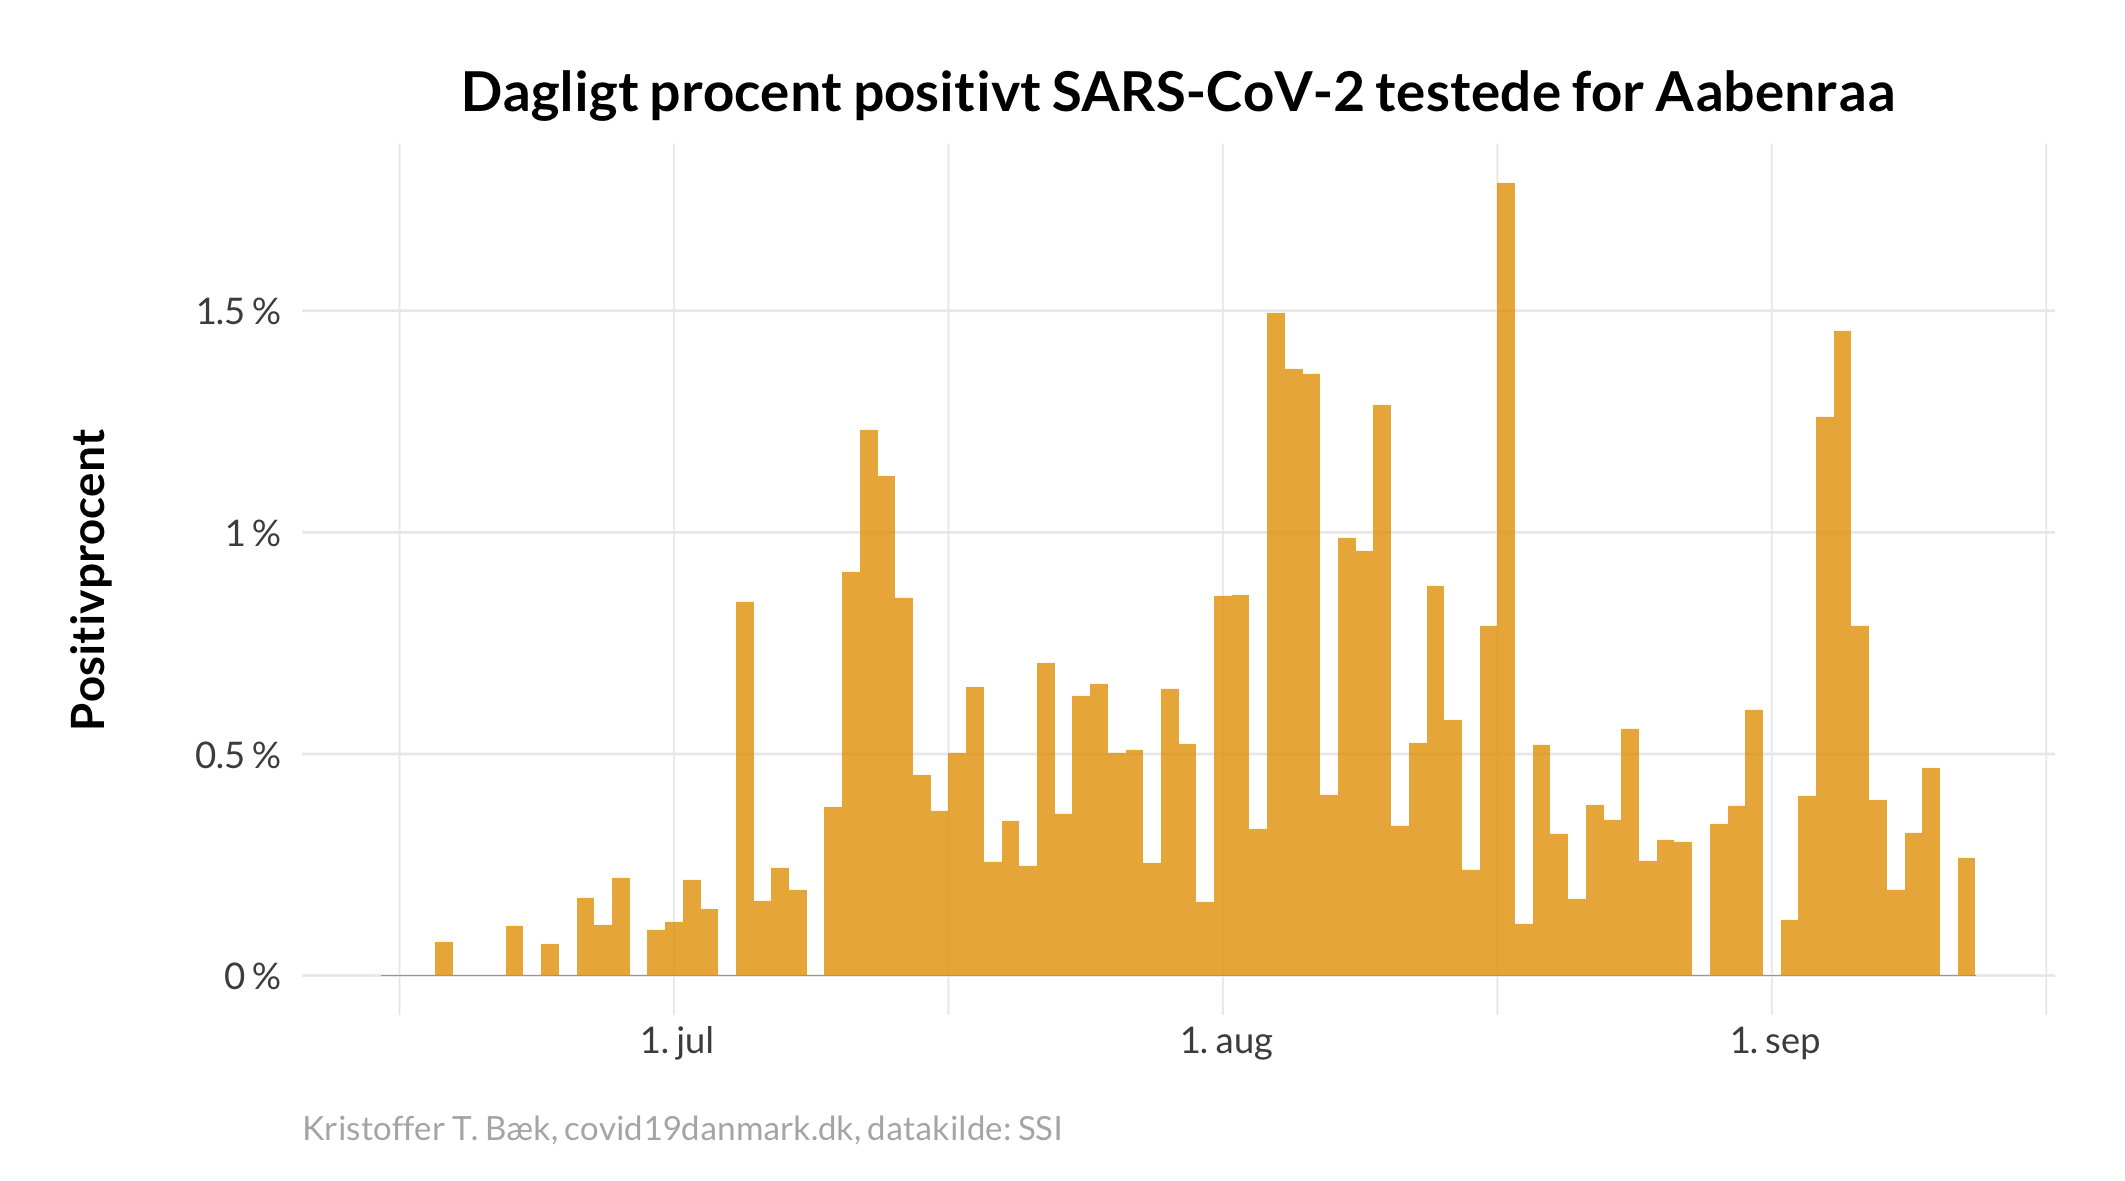 Dagligt procent positivt SARS-CoV-2 testede for Aabenraa
Positivprocent
1.5 %
1 %
0.5 %
0 %
1. jul
1. aug
1. sep
Kristoffer T. Bæk, covid19danmark.dk, datakilde: SSI